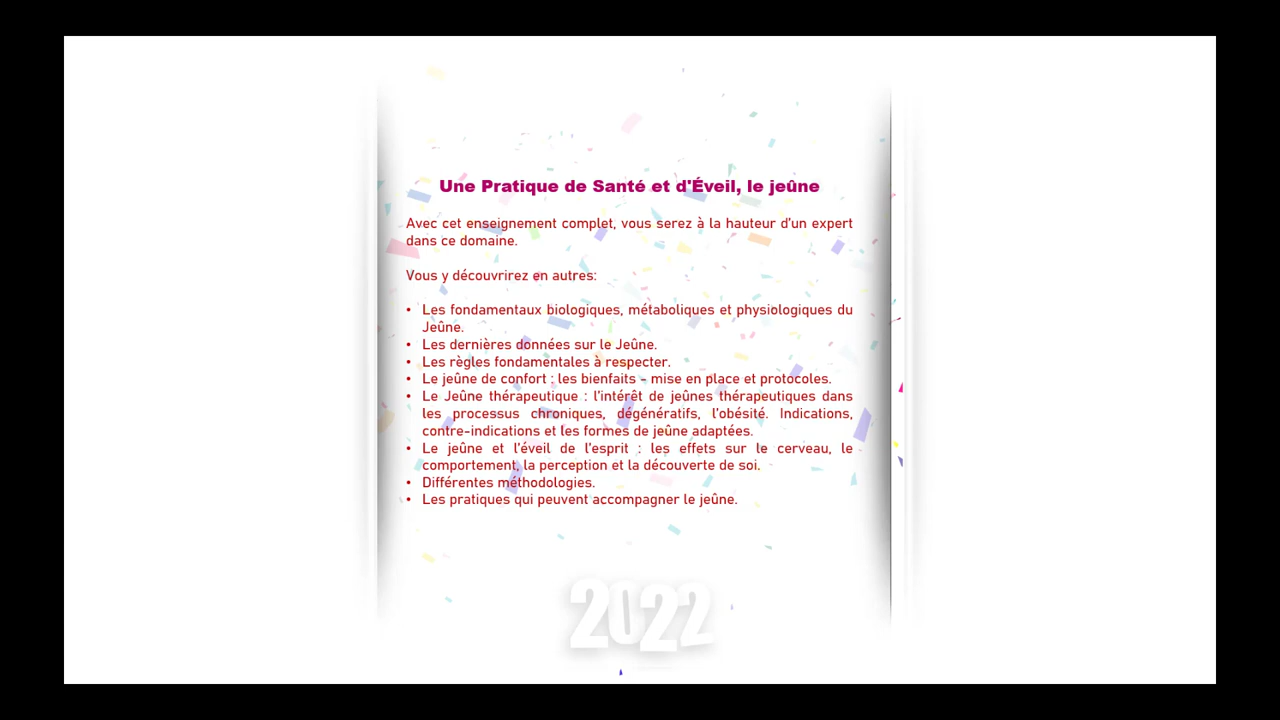 Une Pratique de Santé et d'Éveil, le jeûne
Avec cet enseignement complet, vous serez à la hauteur d'un expert
dans ce domaine.
Vous y découvrirez en autres:
• Les fondamentaux biologiques, métaboliques et physiologiques du
Jeûne.
• Les dernières données sur le Jeûne.
• Les règles fondamentales à respecter.
• Le jeûne de confort : les bienfaits – mise en place et protocoles.
• Le Jeûne thérapeutique : l'intérêt de jeûnes thérapeutiques dans
les processus chroniques, dégénératifs, l'obésité. Indications,
contre-indications et les formes de jeûne adaptées.
• Le jeûne et l'éveil de l'esprit : les effets sur le cerveau, le
comportement, la perception et la découverte de soi.
• Différentes méthodologies.
• Les pratiques qui peuvent accompagner le jeûne.
2022